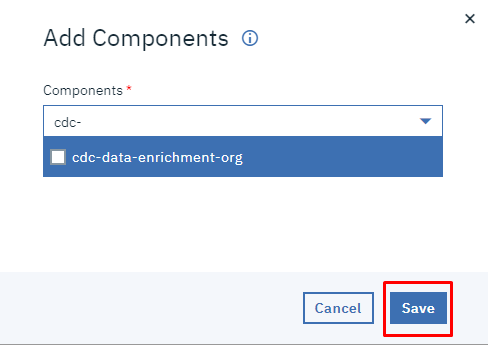 Add Components
Components *
cdc-
cdc-data-enrichment-org
Cancel
Save